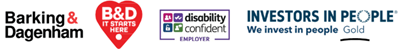 Barking &
Dagenham
B&D
IT STARTS
HERE
disability
confident
EMPLOYER
INVESTORS IN PEOPLE®
We invest in people Gold